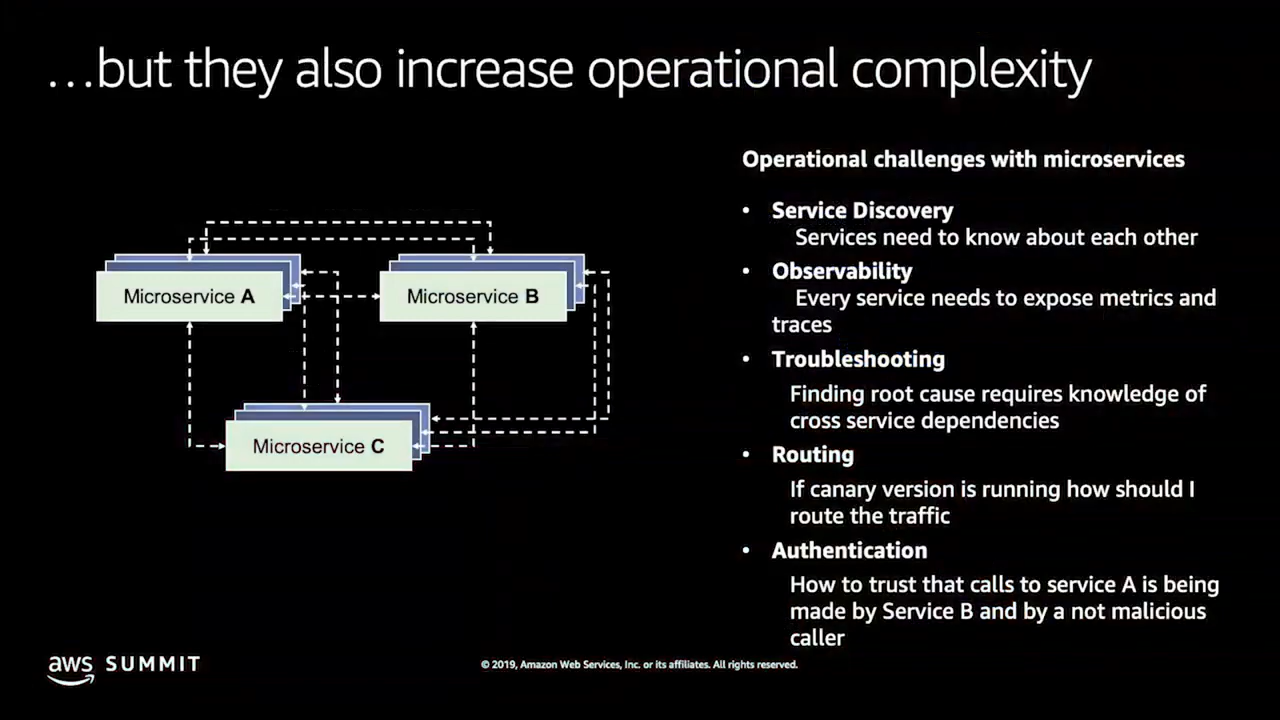 …but they also increase operational complexity
Microservice A
Microservice B
Microservice C
Operational challenges with microservices
• Service Discovery
Services need to know about each other
• Observability
Every service needs to expose metrics and
traces
• Troubleshooting
Finding root cause requires knowledge of
cross service dependencies
• Routing
If canary version is running how should I
route the traffic
• Authentication
How to trust that calls to service A is being
made by Service B and by a not malicious
caller
aws SUMMIT
© 2019, Amazon Web Services, Inc. or its affiliates. All rights reserved.